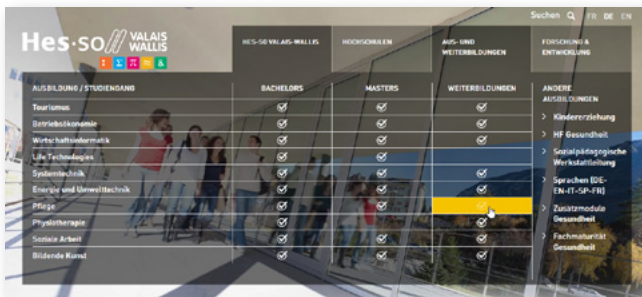 Suchen FR DE EN
Hes·so // VALAIS WALLIS
HES-SO VALAIS-WALLIS
HOCHSCHULEN
AUS- UND
WEITERBILDUNGEN
FORSCHUNG &
ENTWICKLUNG
AUSBILDUNG / STUDIENGANG
BACHELORS
MASTERS
WEITERBILDUNGEN
Tourismus
Betriebsökonomie
Wirtschaftsinformatik
Life Technologies
Systemtechnik
Energie und Umwelttechnik
Pflege
Physiotherapie
Soziale Arbeit
Bildende Kunst
ANDERE
AUSBILDUNGEN
> Kindererziehung
> HF Gesundheit
> Sozialpädagogische
Werkstattleitung
> Sprachen (DE-
EN-IT-SP-FR)
> Zusatzmodule
Gesundheit
> Fachmaturität
Gesundheit